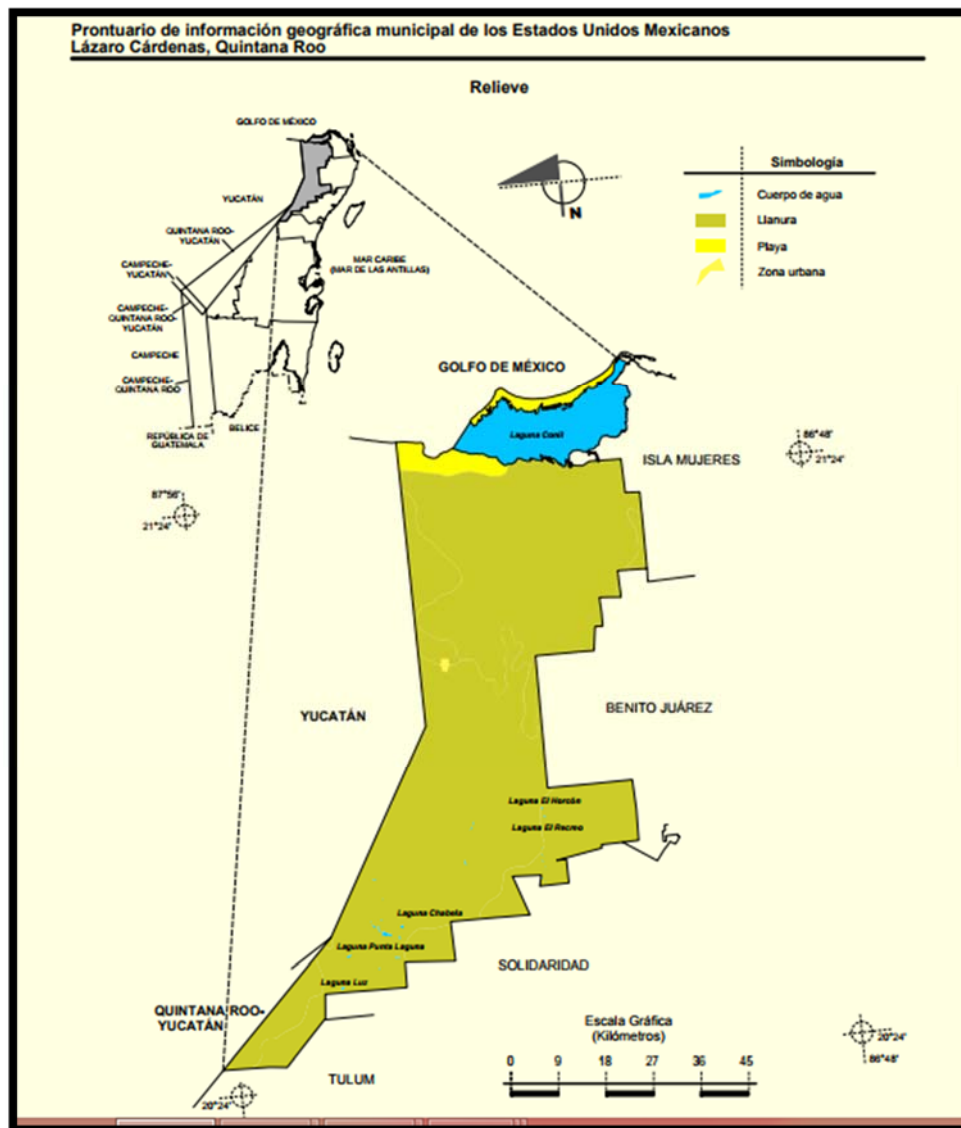 Prontuario de información geográfica municipal de los Estados Unidos Mexicanos
Lázaro Cárdenas, Quintana Roo
Relieve
GOLFO DE MÉXICO
YUCATÁN
QUINTANA ROO-
YUCATÁN
CAMPECHE-
YUCATÁN
CAMPECHE-
QUINTANA ROO-
YUCATÁN
CAMPECHE
CAMPECHE-
QUINTANA ROO
REPÚBLICA DE
GUATEMALA
BELICE
MAR CARIBE
(MAR DE LAS ANTILLAS)
N
Simbología
Cuerpo de agua
Llanura
Playa
Zona urbana
GOLFO DE MÉXICO
Laguna Conil
ISLA MUJERES
86°48'
21°24'
87°56'
21°24'
YUCATÁN
BENITO JUÁREZ
Laguna El Horcón
Laguna El Recreo
Laguna Chabela
Laguna Punta Laguna
Laguna Luz
SOLIDARIDAD
QUINTANA ROO-
YUCATÁN
TULUM
20°24'
Escala Gráfica
(Kilómetros)
0 9 18 27 36 45
20°24'
86°48'